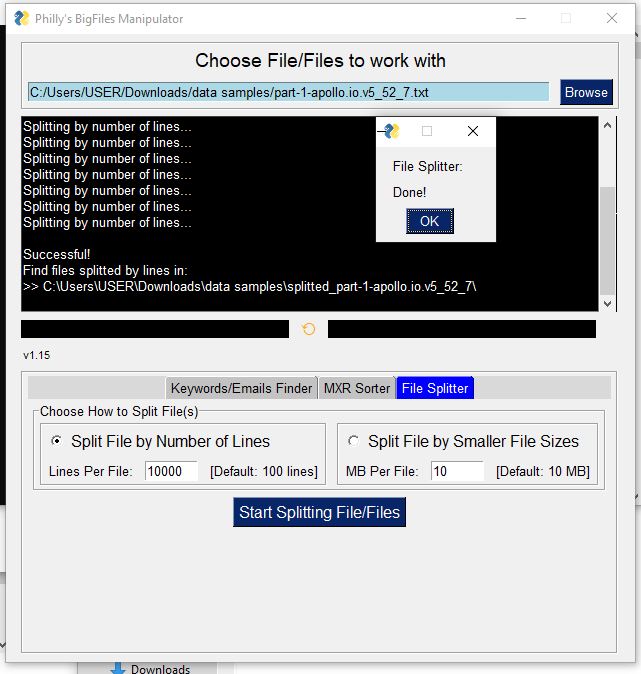 Philly's BigFiles Manipulator
Choose File/Files to work with
C:/Users/USER/Downloads/data samples/part-1-apollo.io.v5_52_7.txt
Browse
Splitting by number of lines...
Splitting by number of lines...
Splitting by number of lines...
Splitting by number of lines...
Splitting by number of lines...
Splitting by number of lines...
Splitting by number of lines...
Successful!
Find files splitted by lines in:
>> C:\Users\USER\Downloads\data samples\splitted_part-1-apollo.io.v5_52_7\
File Splitter:
Done!
OK
v1.15
Keywords/Emails Finder
MXR Sorter
File Splitter
Choose How to Split File(s)
Split File by Number of Lines
Lines Per File: 10000 [Default: 100 lines]
Split File by Smaller File Sizes
MB Per File: 10 [Default: 10 MB]
Start Splitting File/Files
Downloads